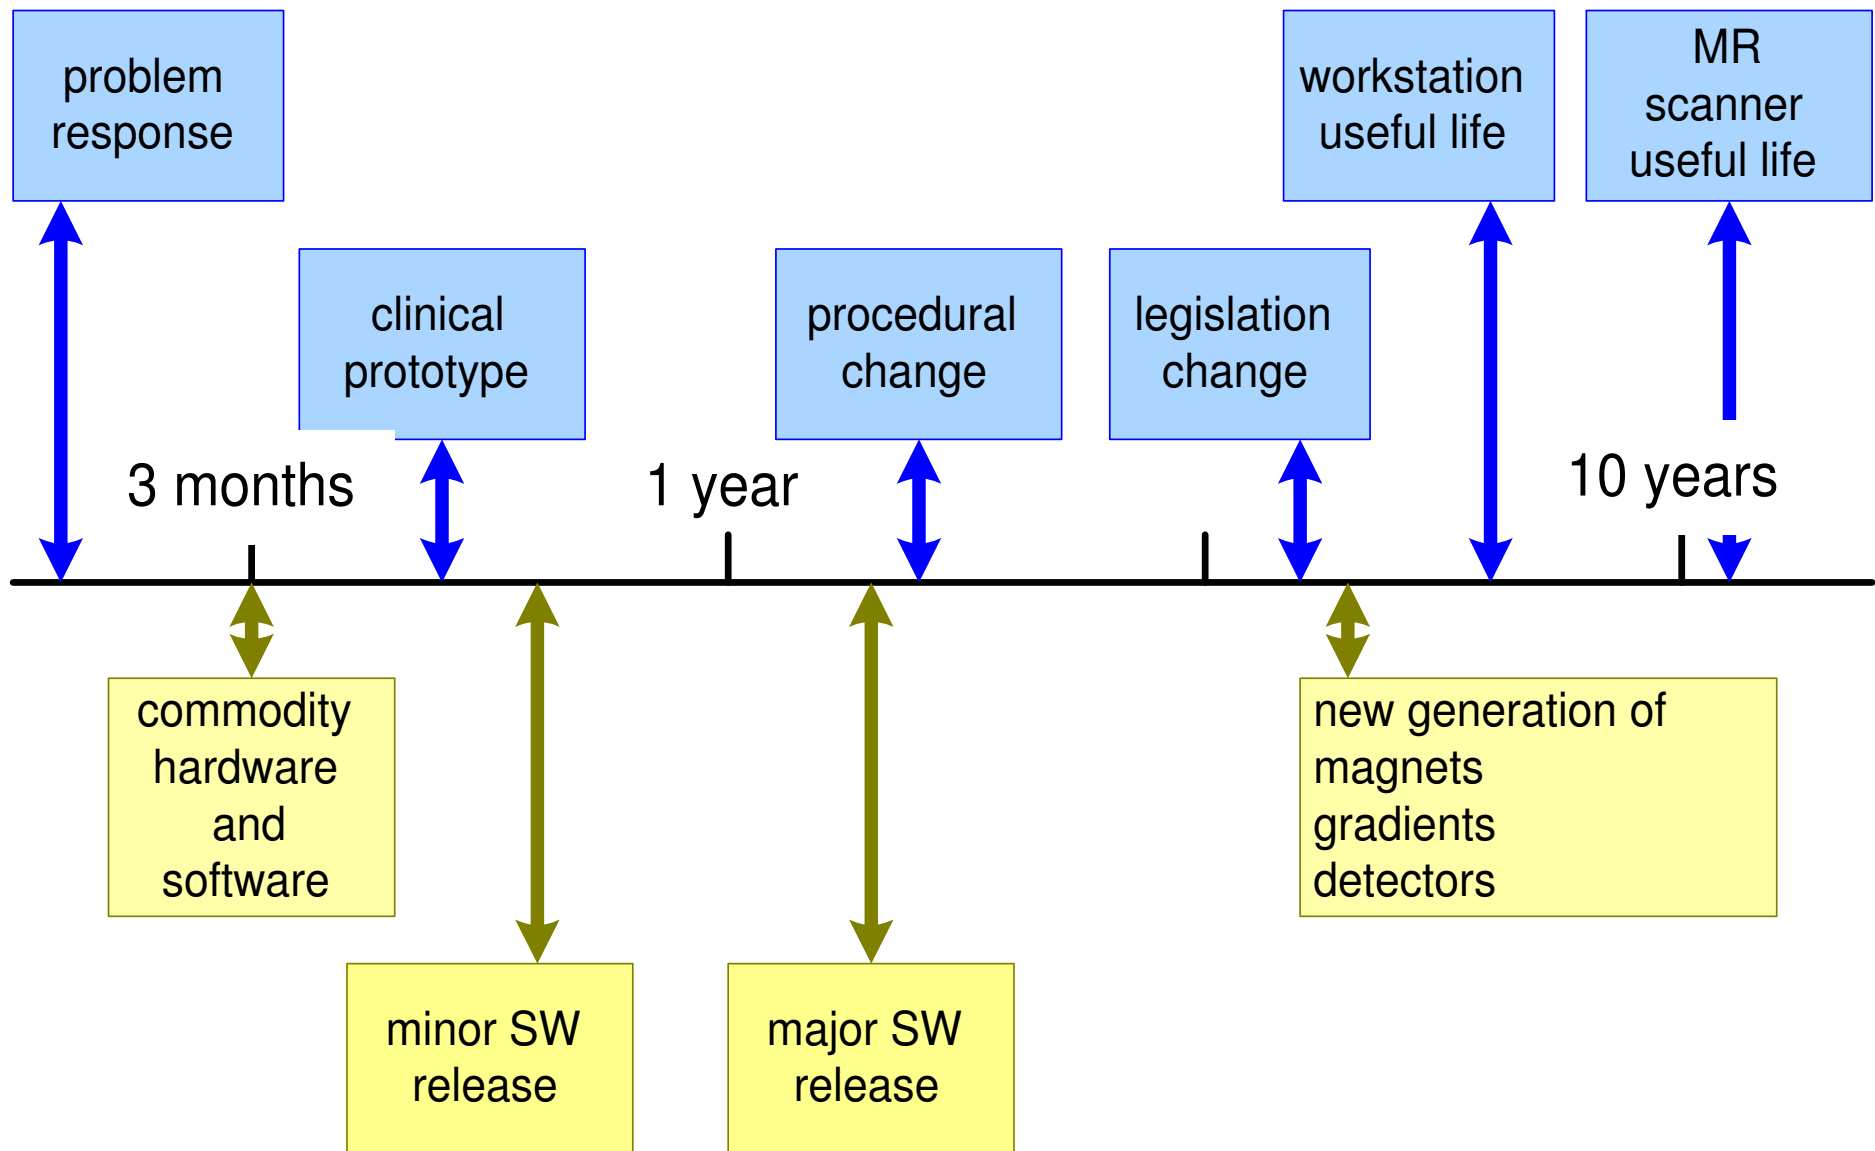 problem
response
workstation
useful life
MR
scanner
useful life
clinical
prototype
procedural
change
legislation
change
3 months
1 year
10 years
commodity
hardware
and
software
new generation of
magnets
gradients
detectors
minor SW
release
major SW
release